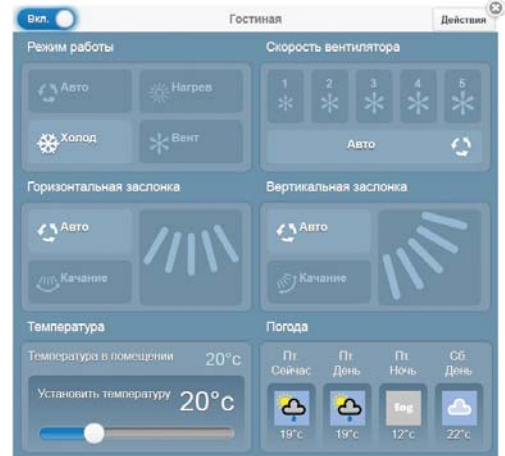 Вкл.
Гостиная
Действия
Режим работы
Авто
Нагрев
Холод
Вент
Скорость вентилятора
1 2 3 4 5
Авто
Горизонтальная заслонка
Авто
Качание
Вертикальная заслонка
Авто
Качание
Температура
Температура в помещении 20°c
Установить температуру 20°c
Погода
Пт. Пт. Пт. Сб.
Сейчас День Ночь День
fog
19°c 19°c 12°c 22°c